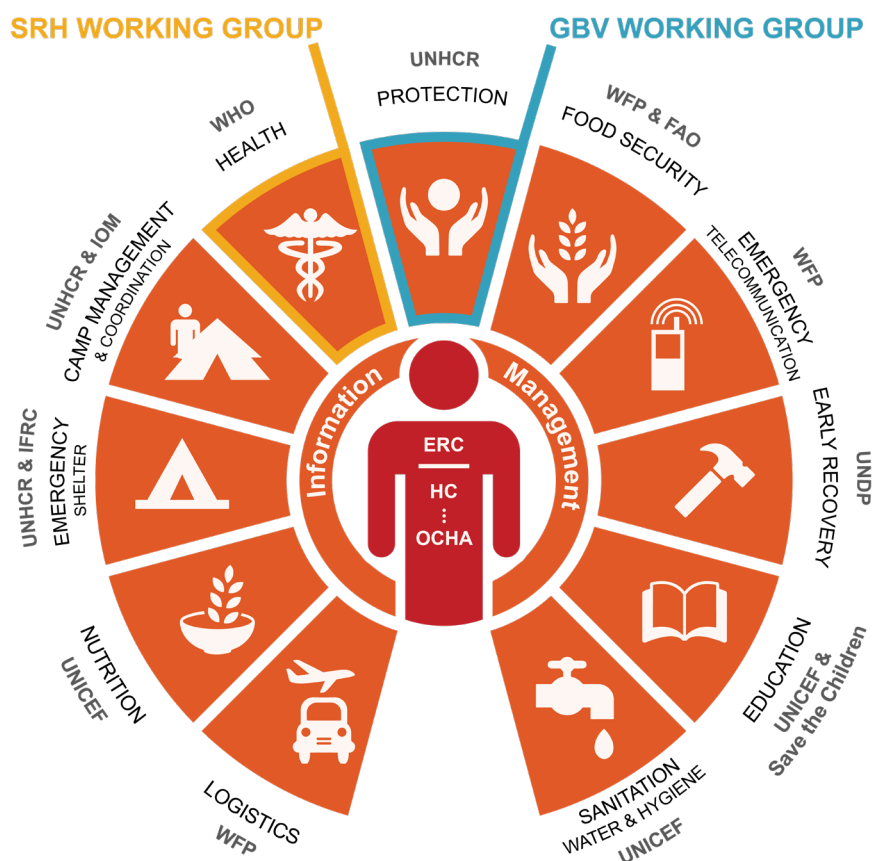 SRH WORKING GROUP
GBV WORKING GROUP
UNHCR
PROTECTION
WFP & FAO
FOOD SECURITY
WFP
EMERGENCY
TELECOMMUNICATION
UNDP
EARLY RECOVERY
EDUCATION
UNICEF &
Save the Children
SANITATION
WATER & HYGIENE
UNICEF
LOGISTICS
WFP
NUTRITION
UNICEF
UNHCR & IFRC
EMERGENCY
SHELTER
UNHCR & IOM
CAMP MANAGEMENT
& COORDINATION
WHO
HEALTH
Information
Management
ERC
HC
OCHA